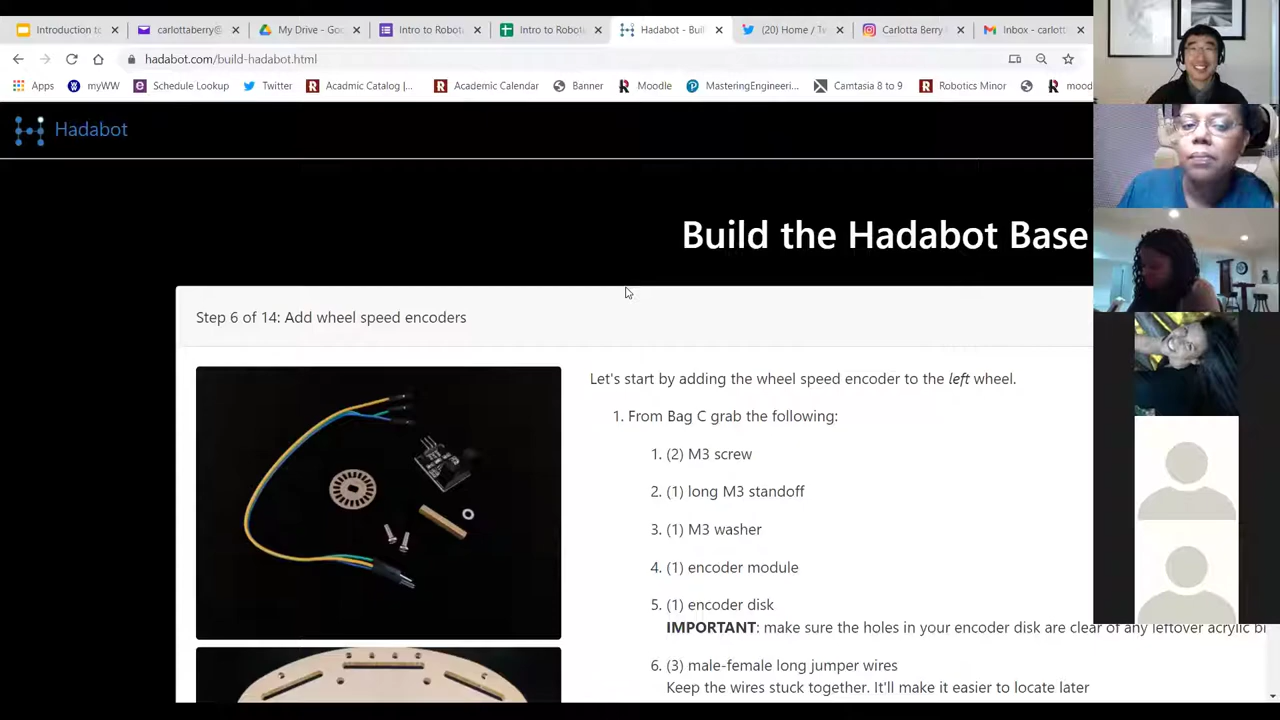 Introduction to
carlottaberry@
My Drive - Goo
Intro to Robot
Intro to Robot
Hadabot - Buil
(20) Home / Tw
Carlotta Berry
Inbox - carlott
hadabot.com/build-hadabot.html
Apps
myWW
Schedule Lookup
Twitter
Acadmic Catalog |...
Academic Calendar
Banner
Moodle
MasteringEngineeri...
Camtasia 8 to 9
Robotics Minor
mood
Hadabot
Build the Hadabot Base
Step 6 of 14: Add wheel speed encoders
Let's start by adding the wheel speed encoder to the left wheel.
1. From Bag C grab the following:
1. (2) M3 screw
2. (1) long M3 standoff
3. (1) M3 washer
4. (1) encoder module
5. (1) encoder disk
IMPORTANT: make sure the holes in your encoder disk are clear of any leftover acrylic bi
6. (3) male-female long jumper wires
Keep the wires stuck together. It'll make it easier to locate later